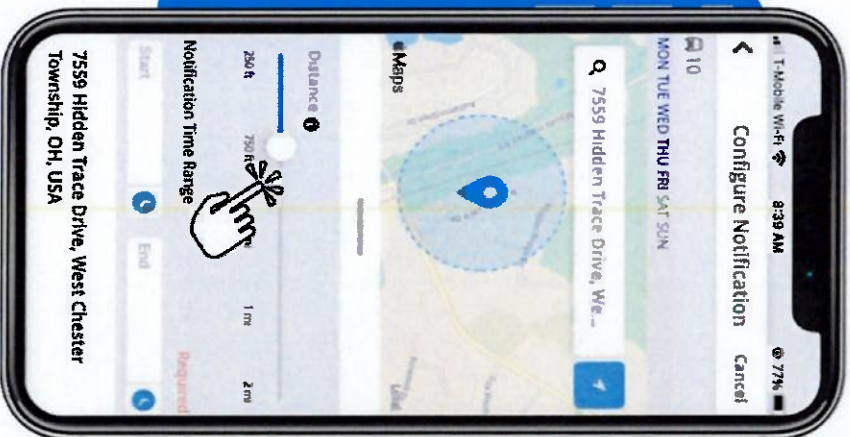 T-Mobile Wi-Fi 8:39 AM 77%
Configure Notification Cancel
10
MON TUE WED THU FRI SAT SUN
7559 Hidden Trace Drive, We...
Maps
Distance
250 ft 750 ft 1 mi 2 mi
Notification Time Range Required
Start End
7559 Hidden Trace Drive, West Chester
Township, OH, USA